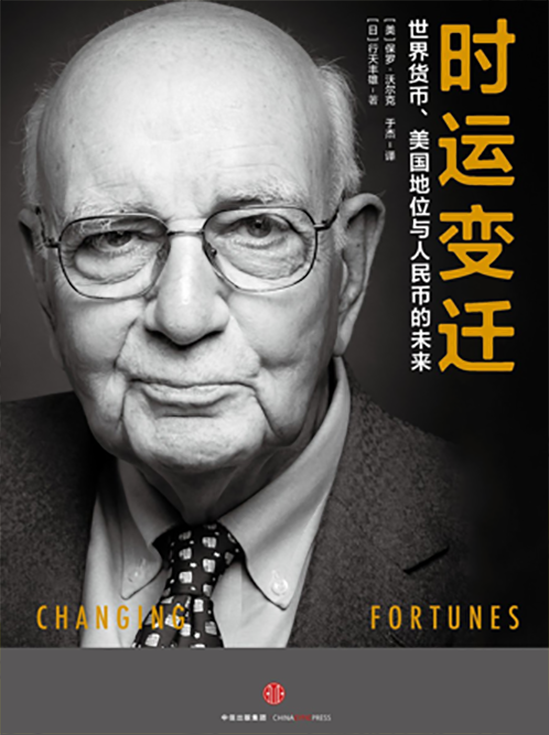 时运变迁
世界货币、美国地位与人民币的未来
[美]保罗·沃尔克 于杰-译
[日]行天丰雄-著
CHANGING FORTUNES
中信出版集团 CHINACITICPRESS